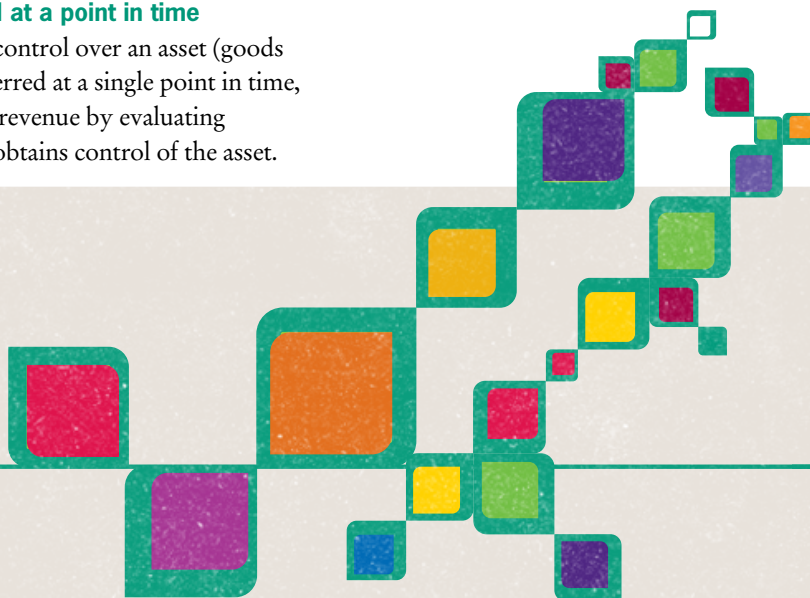 at a point in time
control over an asset (goods
erred at a single point in time,
revenue by evaluating
obtains control of the asset.